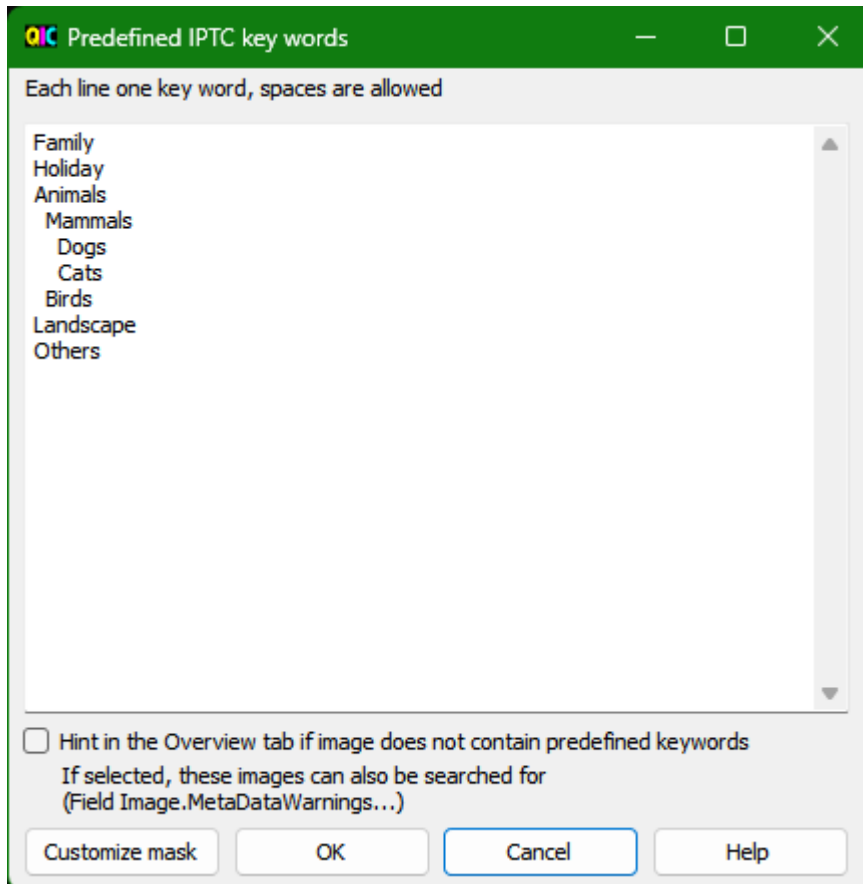 QIC Predefined IPTC key words
Each line one key word, spaces are allowed
Family
Holiday
Animals
Mammals
Dogs
Cats
Birds
Landscape
Others
Hint in the Overview tab if image does not contain predefined keywords
If selected, these images can also be searched for
(Field Image.MetaDataWarnings...)
Customize mask OK Cancel Help